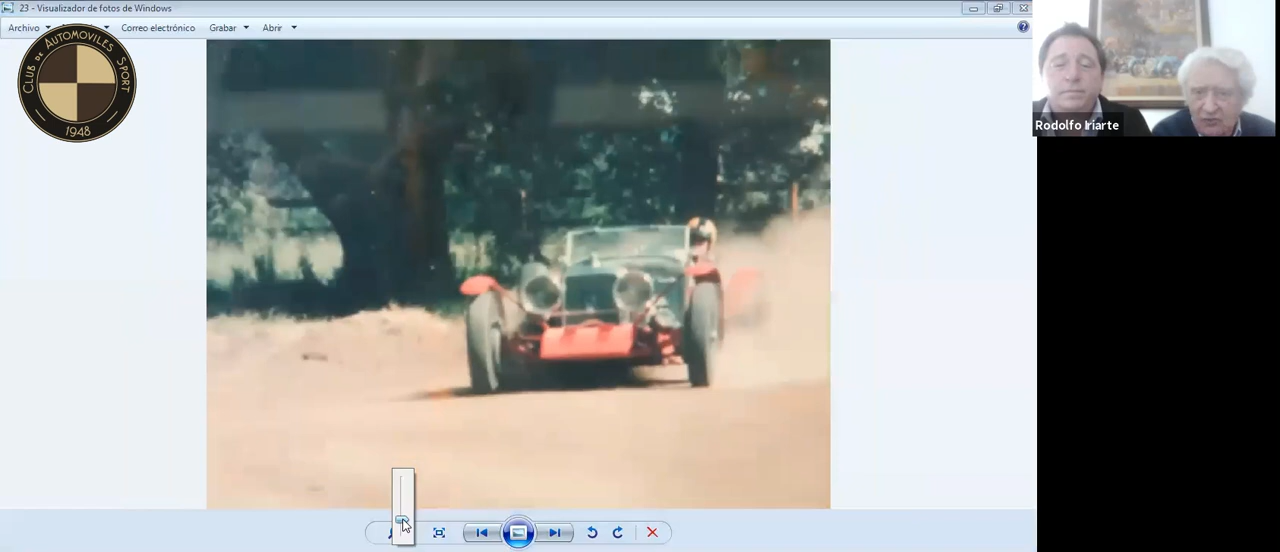 23 - Visualizador de fotos de Windows
Archivo
Correo electrónico
Grabar
Abrir
CLUB DE AUTOMOVILES SPORT
1948
Rodolfo Iriarte